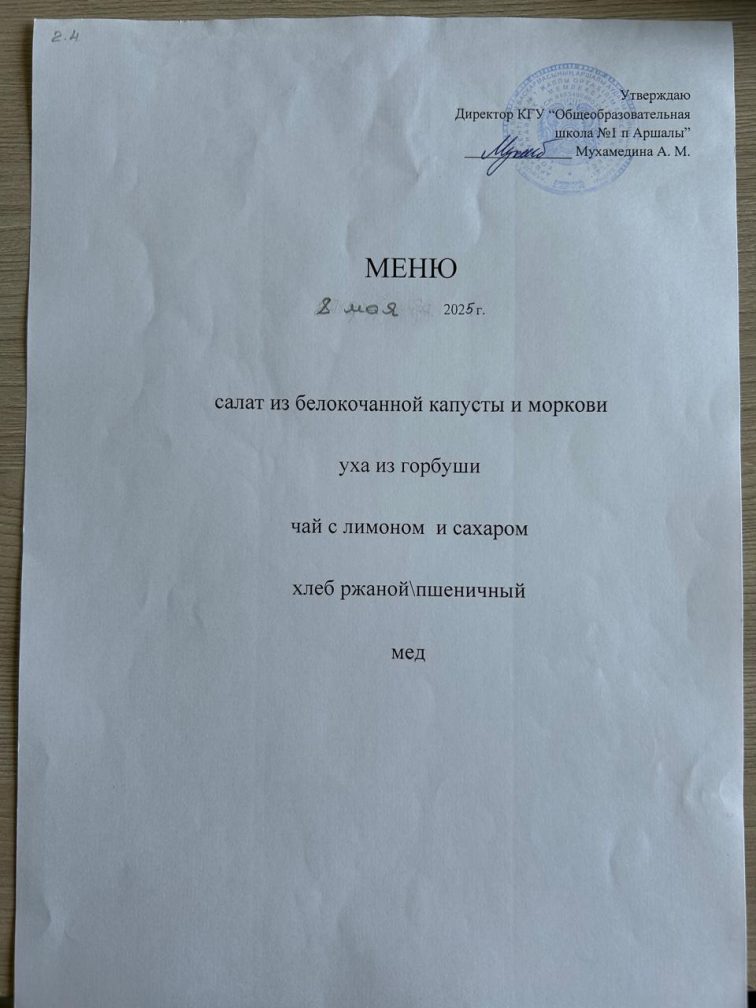 2.4
Утверждаю
Директор КГУ “Общеобразовательная
школа №1 п Аршалы”
Мухамедина А. М.
МЕНЮ
8 мая 2025 г.
салат из белокочанной капусты и моркови
уха из горбуши
чай с лимоном и сахаром
хлеб ржаной\пшеничный
мед